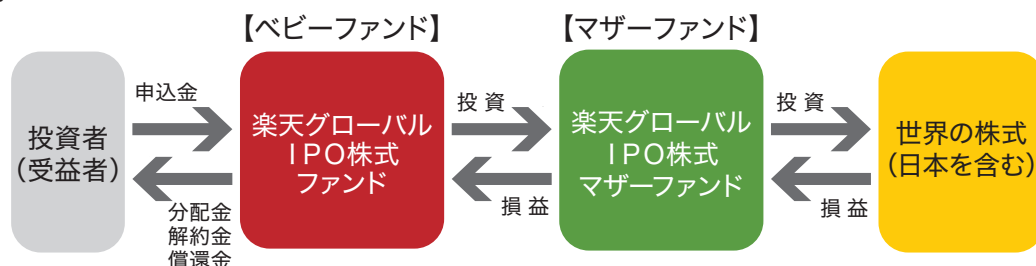 【ベビーファンド】
【マザーファンド】
投資者
(受益者)
申込金
分配金
解約金
償還金
楽天グローバル
IPO株式
ファンド
投資
損益
楽天グローバル
IPO株式
マザーファンド
投資
損益
世界の株式
(日本を含む)